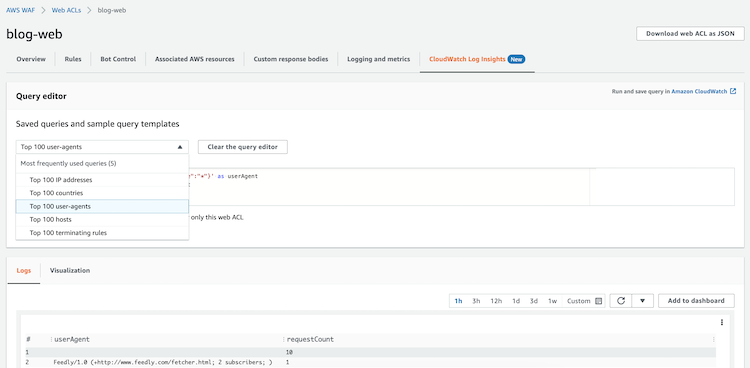 AWS WAF > Web ACLs > blog-web
blog-web
Download web ACL as JSON
Overview Rules Bot Control Associated AWS resources Custom response bodies Logging and metrics CloudWatch Log Insights New
Query editor
Run and save query in Amazon CloudWatch
Saved queries and sample query templates
Top 100 user-agents
Clear the query editor
Most frequently used queries (5)
Top 100 IP addresses
":"*"}' as userAgent
Top 100 countries
Top 100 user-agents
Top 100 hosts
only this web ACL
Top 100 terminating rules
Logs Visualization
1h 3h 12h 1d 3d 1w Custom
Add to dashboard
# userAgent requestCount
1 10
2 Feedly/1.0 (+http://www.feedly.com/fetcher.html; 2 subscribers; ) 1